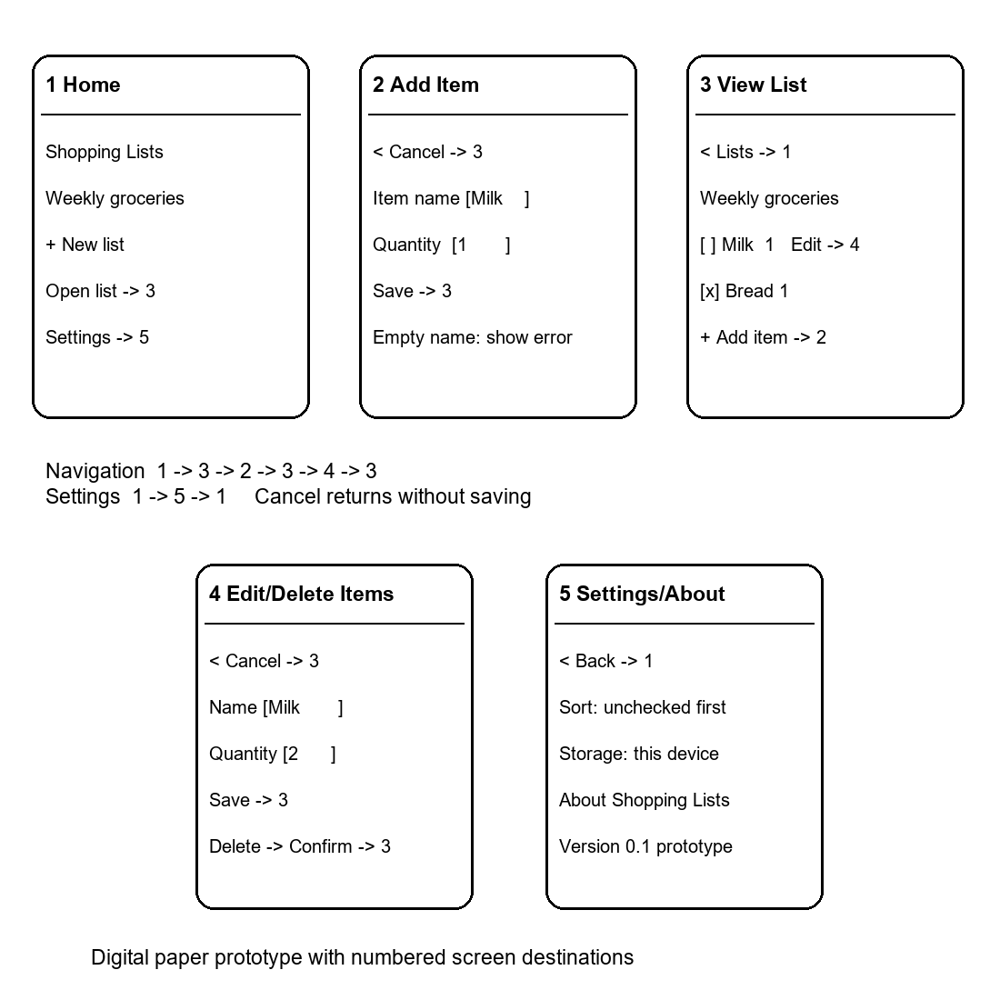 1 Home
Shopping Lists
Weekly groceries
+ New list
Open list -> 3
Settings -> 5
2 Add Item
< Cancel -> 3
Item name [Milk    ]
Quantity  [1       ]
Save -> 3
Empty name: show error
3 View List
< Lists -> 1
Weekly groceries
[ ] Milk  1   Edit -> 4
[x] Bread 1
+ Add item -> 2
Navigation  1 -> 3 -> 2 -> 3 -> 4 -> 3
Settings  1 -> 5 -> 1     Cancel returns without saving
4 Edit/Delete Items
< Cancel -> 3
Name [Milk       ]
Quantity [2      ]
Save -> 3
Delete -> Confirm -> 3
5 Settings/About
< Back -> 1
Sort: unchecked first
Storage: this device
About Shopping Lists
Version 0.1 prototype
Digital paper prototype with numbered screen destinations